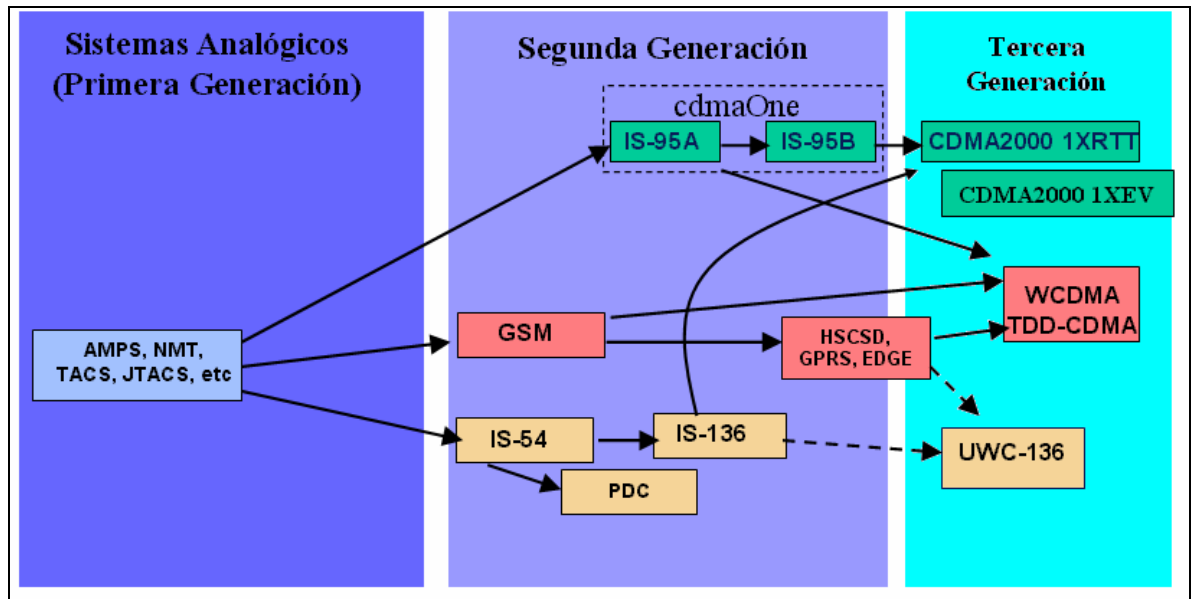 Sistemas Analógicos
(Primera Generación)
Segunda Generación
Tercera
Generación
cdmaOne
IS-95A
IS-95B
CDMA2000 1XRTT
CDMA2000 1XEV
AMPS, NMT,
TACS, JTACS, etc
GSM
HSCSD,
GPRS, EDGE
WCDMA
TDD-CDMA
IS-54
IS-136
PDC
UWC-136